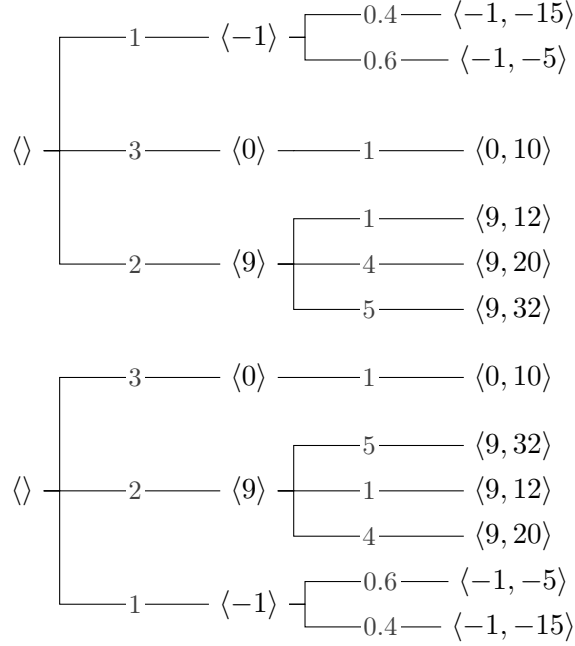 0.4 ⟨−1, −15⟩
1 ⟨−1⟩
0.6 ⟨−1, −5⟩
⟨⟩ 3 ⟨0⟩ 1 ⟨0, 10⟩
1 ⟨9, 12⟩
2 ⟨9⟩ 4 ⟨9, 20⟩
5 ⟨9, 32⟩
3 ⟨0⟩ 1 ⟨0, 10⟩
5 ⟨9, 32⟩
⟨⟩ 2 ⟨9⟩ 1 ⟨9, 12⟩
4 ⟨9, 20⟩
0.6 ⟨−1, −5⟩
1 ⟨−1⟩
0.4 ⟨−1, −15⟩